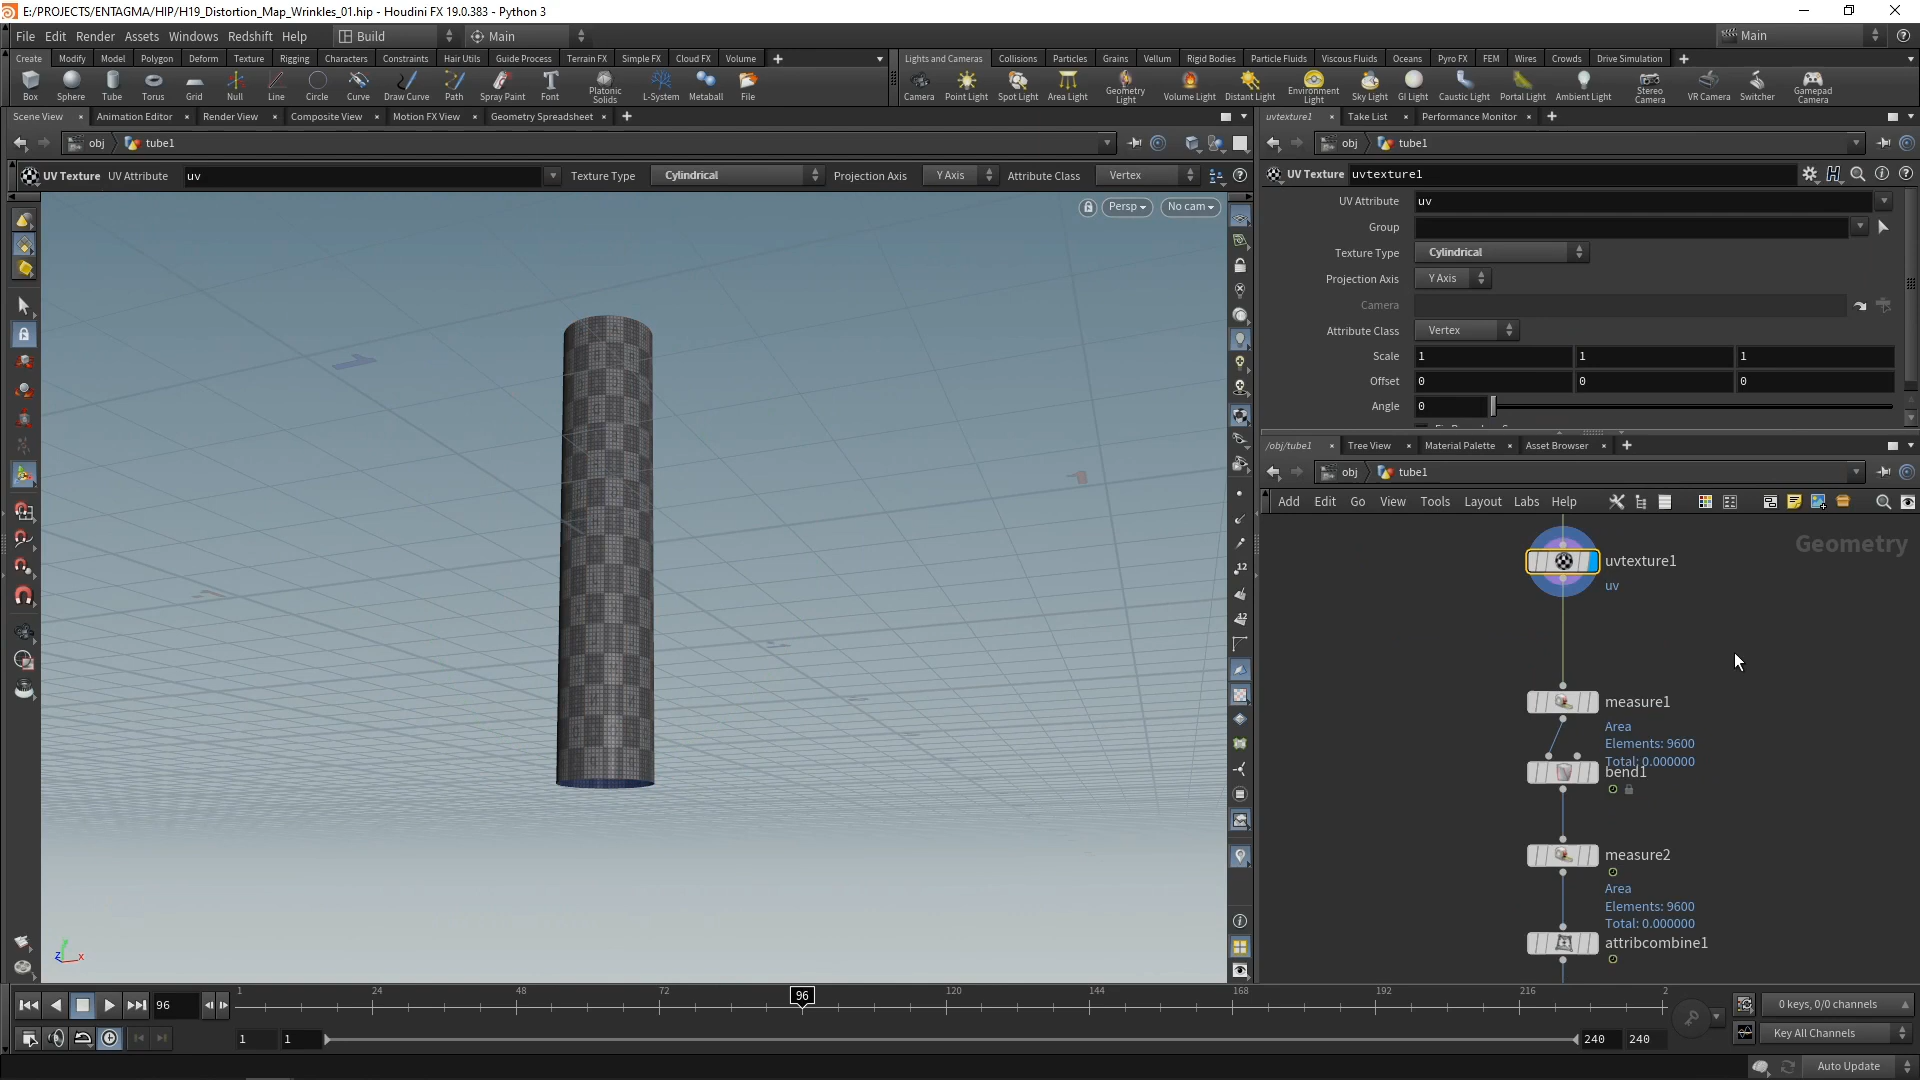 E:/PROJECTS/ENTAGMA/HIP/H19_Distortion_Map_Wrinkles_01.hip - Houdini FX 19.0.383 - Python 3
File Edit Render Assets Windows Redshift Help Build Main Main
Create Modify Model Polygon Deform Texture Rigging Characters Constraints Hair Utils Guide Process Terrain FX Simple FX Cloud FX Volume
Lights and Cameras Collisions Particles Grains Vellum Rigid Bodies Particle Fluids Viscous Fluids Oceans Pyro FX FEM Wires Crowds Drive Simulation
Box Sphere Tube Torus Grid Null Line Circle Curve Draw Curve Path Spray Paint Font Platonic Solids L-System Metaball File
Camera Point Light Spot Light Area Light Geometry Light Volume Light Distant Light Environment Light Sky Light GI Light Caustic Light Portal Light Ambient Light Stereo Camera VR Camera Switcher Gamepad Camera
Scene View Animation Editor Render View Composite View Motion FX View Geometry Spreadsheet
uvtexture1 Take List Performance Monitor
obj tube1
obj tube1
UV Texture UV Attribute uv Texture Type Cylindrical Projection Axis Y Axis Attribute Class Vertex
UV Texture uvtexture1
Persp No cam
UV Attribute uv
Group
Texture Type Cylindrical
Projection Axis Y Axis
Camera
Attribute Class Vertex
Scale 1 1 1
Offset 0 0 0
Angle 0
/obj/tube1 Tree View Material Palette Asset Browser
obj tube1
Add Edit Go View Tools Layout Labs Help
Geometry
uvtexture1
uv
measure1
Area
Elements: 9600
Total: 0.000000
bend1
measure2
Area
Elements: 9600
Total: 0.000000
attribcombine1
12
12
z x
96 1 24 48 72 96 120 144 168 192 216 2
0 keys, 0/0 channels
1 1 240 240
Key All Channels
Auto Update